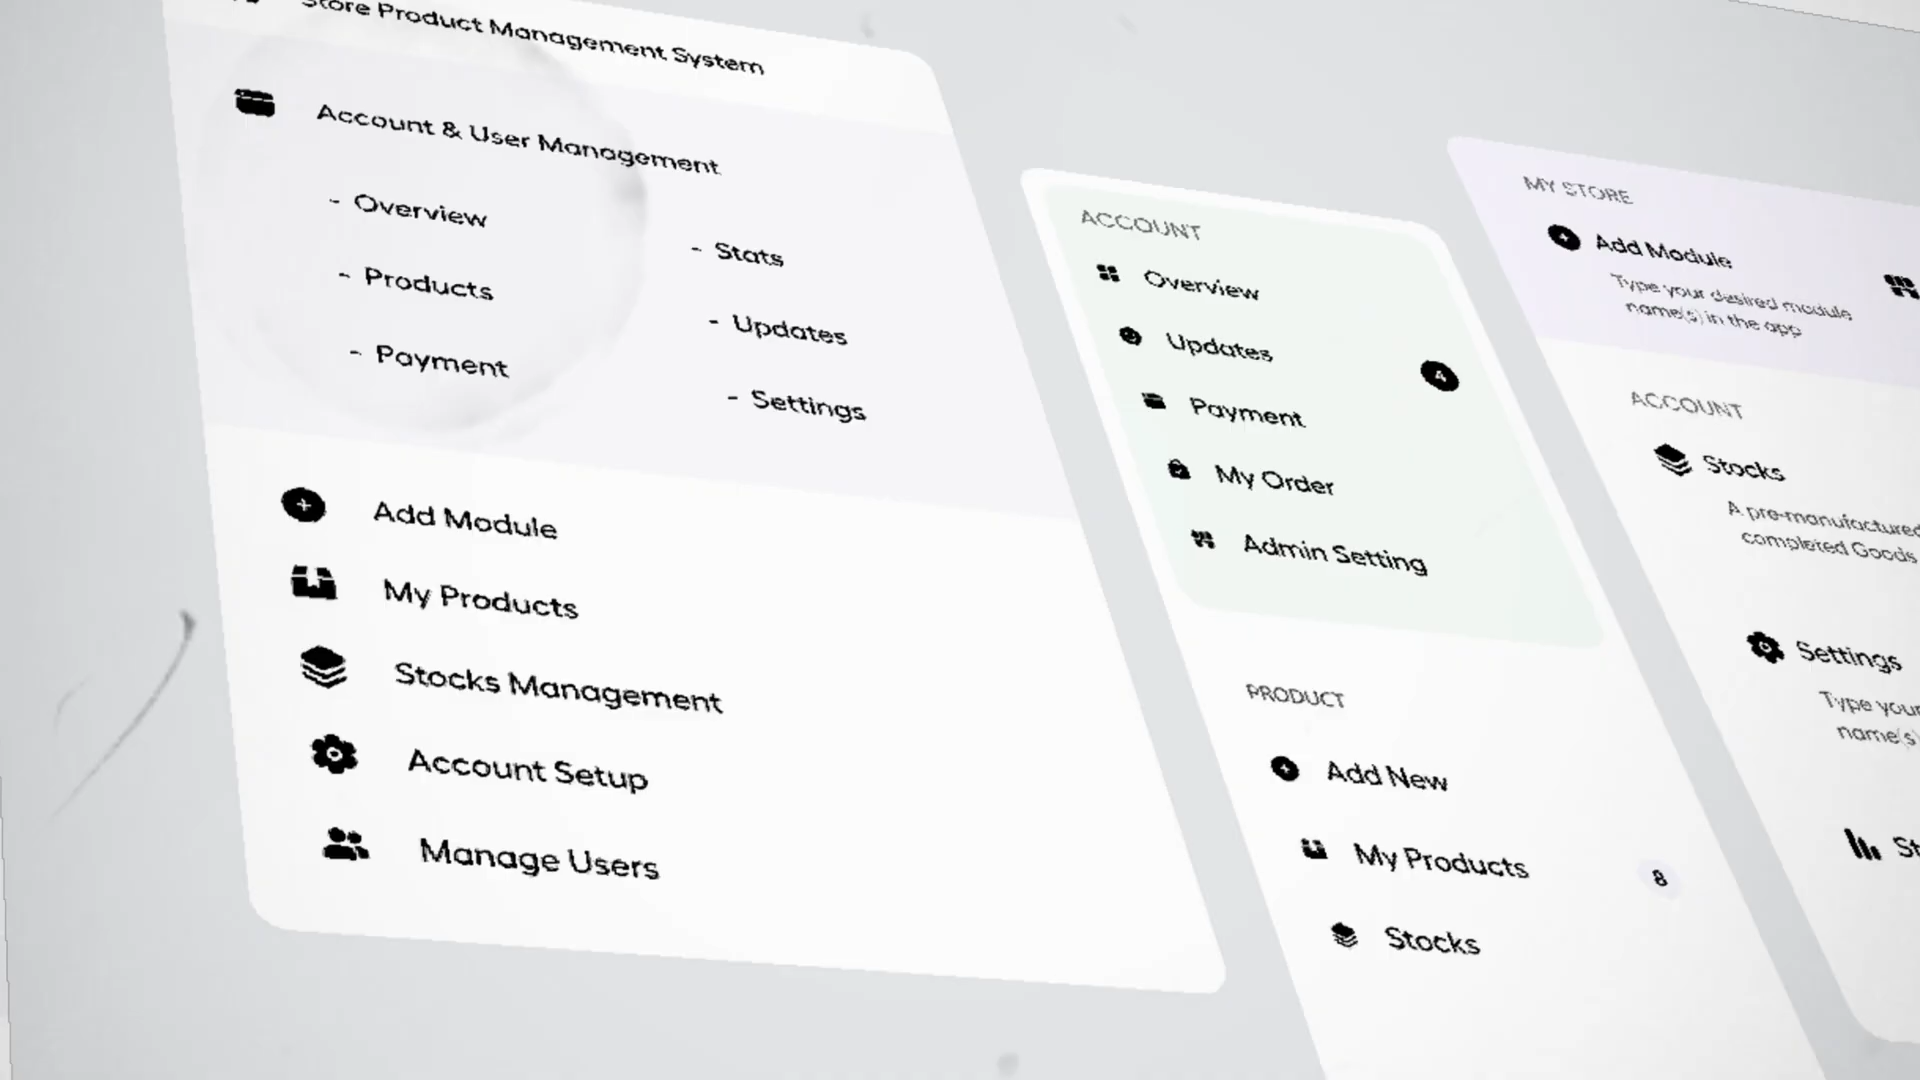 Store Product Management System
Account & User Management
- Overview
- Products
- Payment
- Stats
- Updates
- Settings
Add Module
My Products
Stocks Management
Account Setup
Manage Users
ACCOUNT
Overview
Updates
4
Payment
My Order
Admin Setting
PRODUCT
Add New
My Products
8
Stocks
MY STORE
Add Module
Type your desired module
name(s) in the app
ACCOUNT
Stocks
A pre-manufactured
completed Goods
Settings
Type your
name(s)